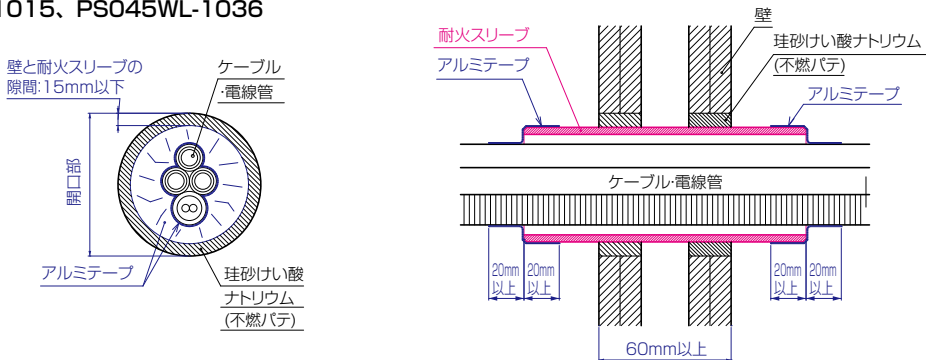 1015、PS045WL-1036
壁と耐火スリーブの
隙間:15mm以下
ケーブル
・電線管
開口部
アルミテープ
珪砂けい酸
ナトリウム
(不燃パテ)
耐火スリーブ
アルミテープ
壁
珪砂けい酸ナトリウム
(不燃パテ)
アルミテープ
ケーブル・電線管
20mm
以上
20mm
以上
20mm
以上
20mm
以上
60mm以上